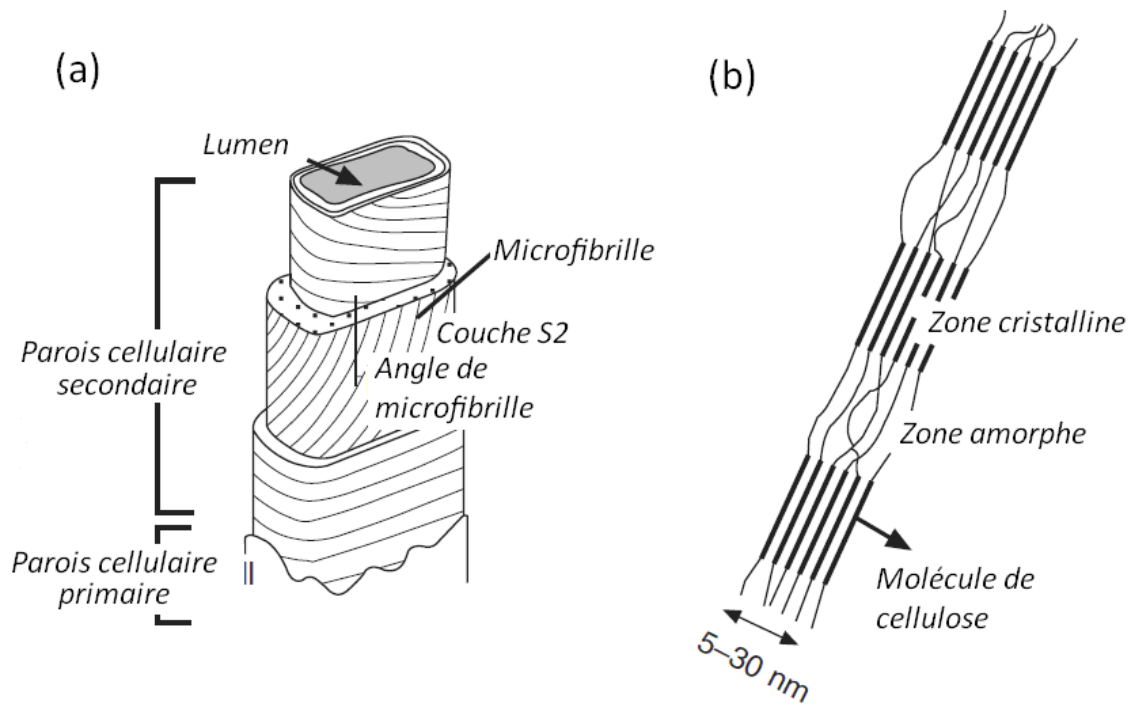 (a)
Lumen
Microfibrille
Couche S2
Angle de
microfibrille
Parois cellulaire
secondaire
Parois cellulaire
primaire
(b)
Zone cristalline
Zone amorphe
Molécule de
cellulose
5–30 nm